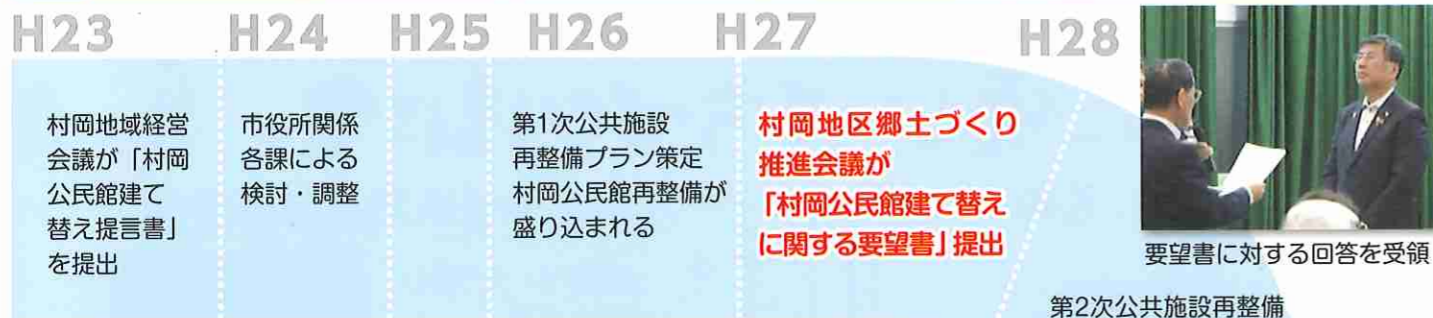 H23
H24
H25
H26
H27
H28
村岡地域経営
会議が「村岡
公民館建て
替え提言書」
を提出
市役所関係
各課による
検討・調整
第1次公共施設
再整備プラン策定
村岡公民館再整備が
盛り込まれる
村岡地区郷土づくり
推進会議が
「村岡公民館建て替え
に関する要望書」提出
要望書に対する回答を受領
第2次公共施設再整備